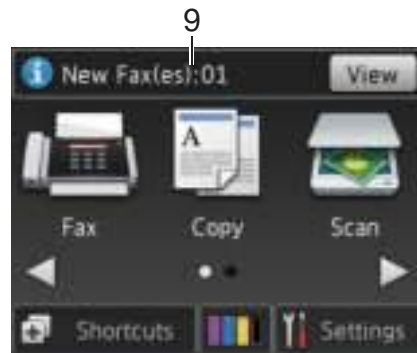 9
New Fax(es):01 View
A
Fax Copy Scan
Shortcuts Settings